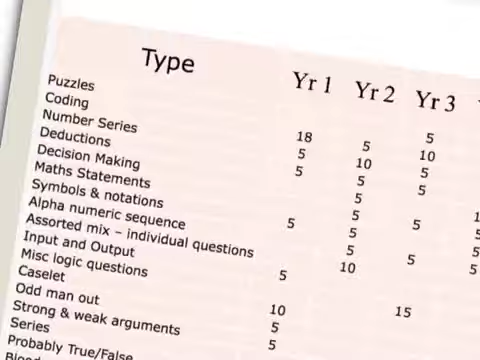 Type Yr 1 Yr 2 Yr 3
Puzzles 5
Coding 18 5 10
Number Series 5 10 5
Deductions 5 5 5
Decision Making 5
Maths Statements 5 5 5
Symbols & notations 5 5 5
Alpha numeric sequence 5 5 5
Assorted mix – individual questions 10
Input and Output 5
Misc logic questions 15
Caselet 10
Odd man out 5
Strong & weak arguments 5
Series
Probably True/False